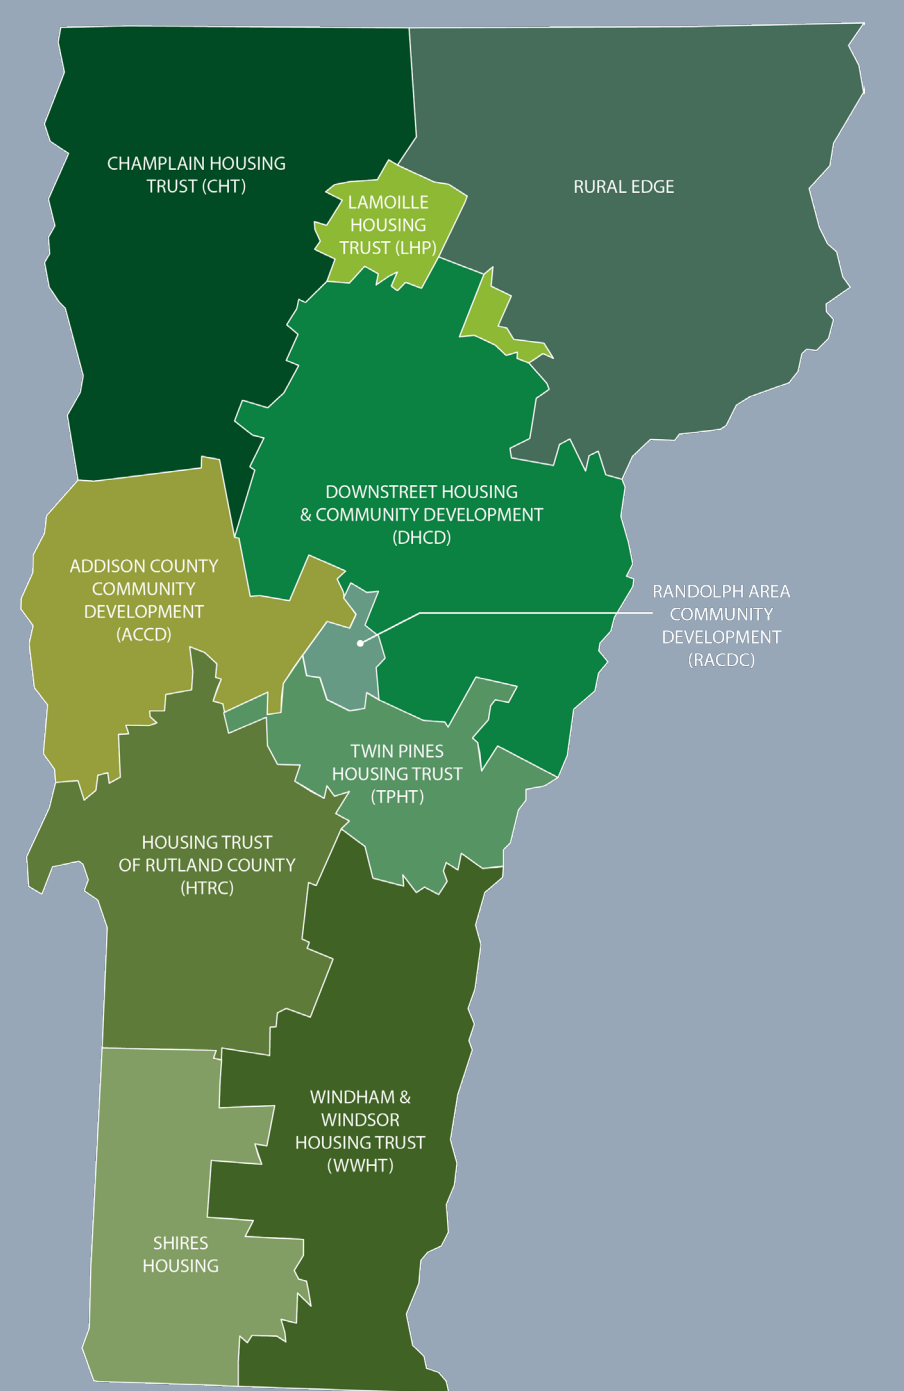 CHAMPLAIN HOUSING
TRUST (CHT)
RURAL EDGE
LAMOILLE
HOUSING
TRUST (LHP)
DOWNSTREET HOUSING
& COMMUNITY DEVELOPMENT
(DHCD)
ADDISON COUNTY
COMMUNITY
DEVELOPMENT
(ACCD)
RANDOLPH AREA
COMMUNITY
DEVELOPMENT
(RACDC)
TWIN PINES
HOUSING TRUST
(TPHT)
HOUSING TRUST
OF RUTLAND COUNTY
(HTRC)
WINDHAM &
WINDSOR
HOUSING TRUST
(WWHT)
SHIRES
HOUSING